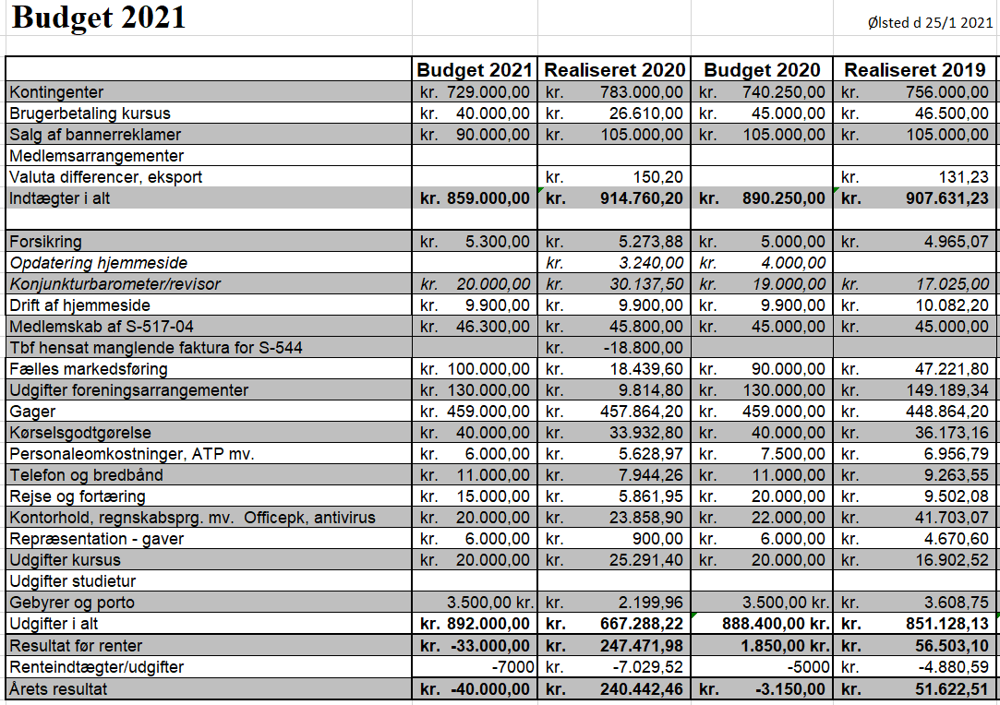 Budget 2021
Ølsted d 25/1 2021
Budget 2021 Realiseret 2020 Budget 2020 Realiseret 2019
Kontingenter kr. 729.000,00 kr. 783.000,00 kr. 740.250,00 kr. 756.000,00
Brugerbetaling kursus kr. 40.000,00 kr. 26.610,00 kr. 45.000,00 kr. 46.500,00
Salg af bannerreklamer kr. 90.000,00 kr. 105.000,00 kr. 105.000,00 kr. 105.000,00
Medlemsarrangementer
Valuta differencer, eksport kr. 150,20 kr. 131,23
Indtægter i alt kr. 859.000,00 kr. 914.760,20 kr. 890.250,00 kr. 907.631,23
Forsikring kr. 5.300,00 kr. 5.273,88 kr. 5.000,00 kr. 4.965,07
Opdatering hjemmeside kr. 3.240,00 kr. 4.000,00
Konjunkturbarometer/revisor kr. 20.000,00 kr. 30.137,50 kr. 19.000,00 kr. 17.025,00
Drift af hjemmeside kr. 9.900,00 kr. 9.900,00 kr. 9.900,00 kr. 10.082,20
Medlemskab af S-517-04 kr. 46.300,00 kr. 45.800,00 kr. 45.000,00 kr. 45.000,00
Tbf hensat manglende faktura for S-544 kr. -18.800,00
Fælles markedsføring kr. 100.000,00 kr. 18.439,60 kr. 90.000,00 kr. 47.221,80
Udgifter foreningsarrangementer kr. 130.000,00 kr. 9.814,80 kr. 130.000,00 kr. 149.189,34
Gager kr. 459.000,00 kr. 457.864,20 kr. 459.000,00 kr. 448.864,20
Kørselsgodtgørelse kr. 40.000,00 kr. 33.932,80 kr. 40.000,00 kr. 36.173,16
Personaleomkostninger, ATP mv. kr. 6.000,00 kr. 5.628,97 kr. 7.500,00 kr. 6.956,79
Telefon og bredbånd kr. 11.000,00 kr. 7.944,26 kr. 11.000,00 kr. 9.263,55
Rejse og fortæring kr. 15.000,00 kr. 5.861,95 kr. 20.000,00 kr. 9.502,08
Kontorhold, regnskabsprg. mv. Officepk, antivirus kr. 20.000,00 kr. 23.858,90 kr. 22.000,00 kr. 41.703,07
Repræsentation - gaver kr. 6.000,00 kr. 900,00 kr. 6.000,00 kr. 4.670,60
Udgifter kursus kr. 20.000,00 kr. 25.291,40 kr. 20.000,00 kr. 16.902,52
Udgifter studietur
Gebyrer og porto 3.500,00 kr. kr. 2.199,96 3.500,00 kr. kr. 3.608,75
Udgifter i alt kr. 892.000,00 kr. 667.288,22 888.400,00 kr. kr. 851.128,13
Resultat før renter kr. -33.000,00 kr. 247.471,98 1.850,00 kr. kr. 56.503,10
Renteindtægter/udgifter -7000 kr. -7.029,52 -5000 kr. -4.880,59
Årets resultat kr. -40.000,00 kr. 240.442,46 kr. -3.150,00 kr. 51.622,51